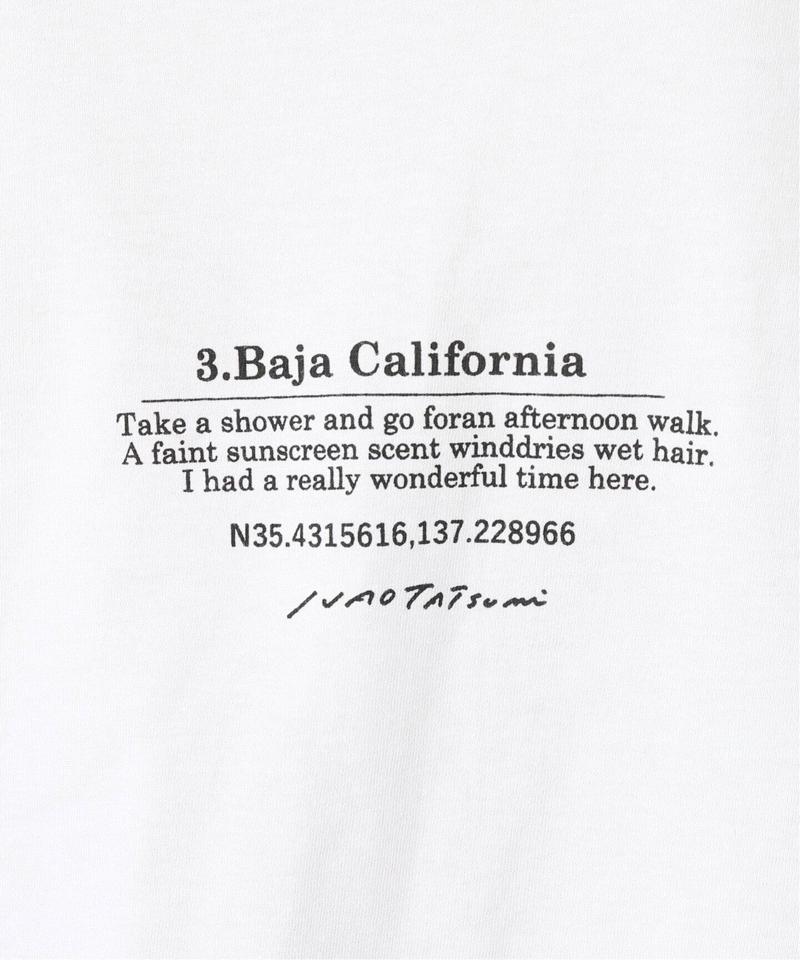 3.Baja California
Take a shower and go foran afternoon walk.
A faint sunscreen scent winddries wet hair.
I had a really wonderful time here.
N35.4315616,137.228966
IWAO TATSUMI